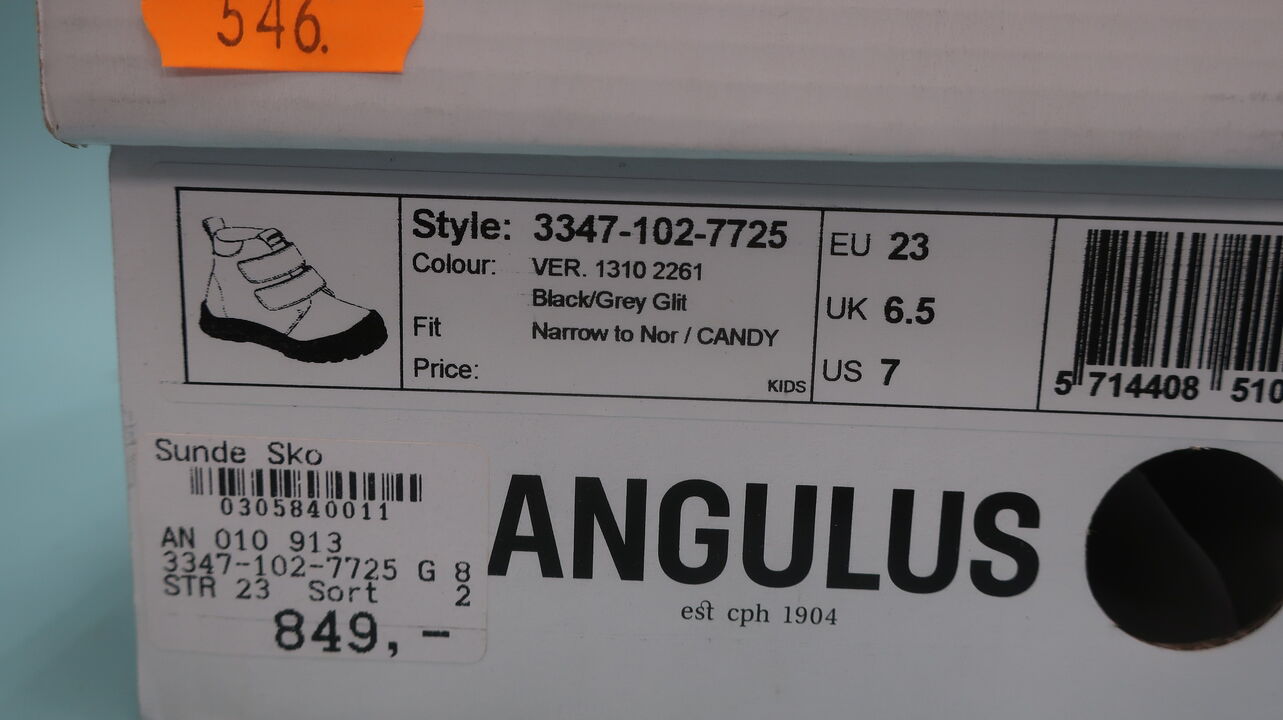 546.
Style: 3347-102-7725
Colour: VER. 1310 2261
Black/Grey Glit
Fit Narrow to Nor / CANDY
Price:
KIDS
EU 23
UK 6.5
US 7
5 714408 510
Sunde Sko
0305840011
AN 010 913
3347-102-7725 G 8
STR 23 Sort 2
849,-
ANGULUS
est cph 1904